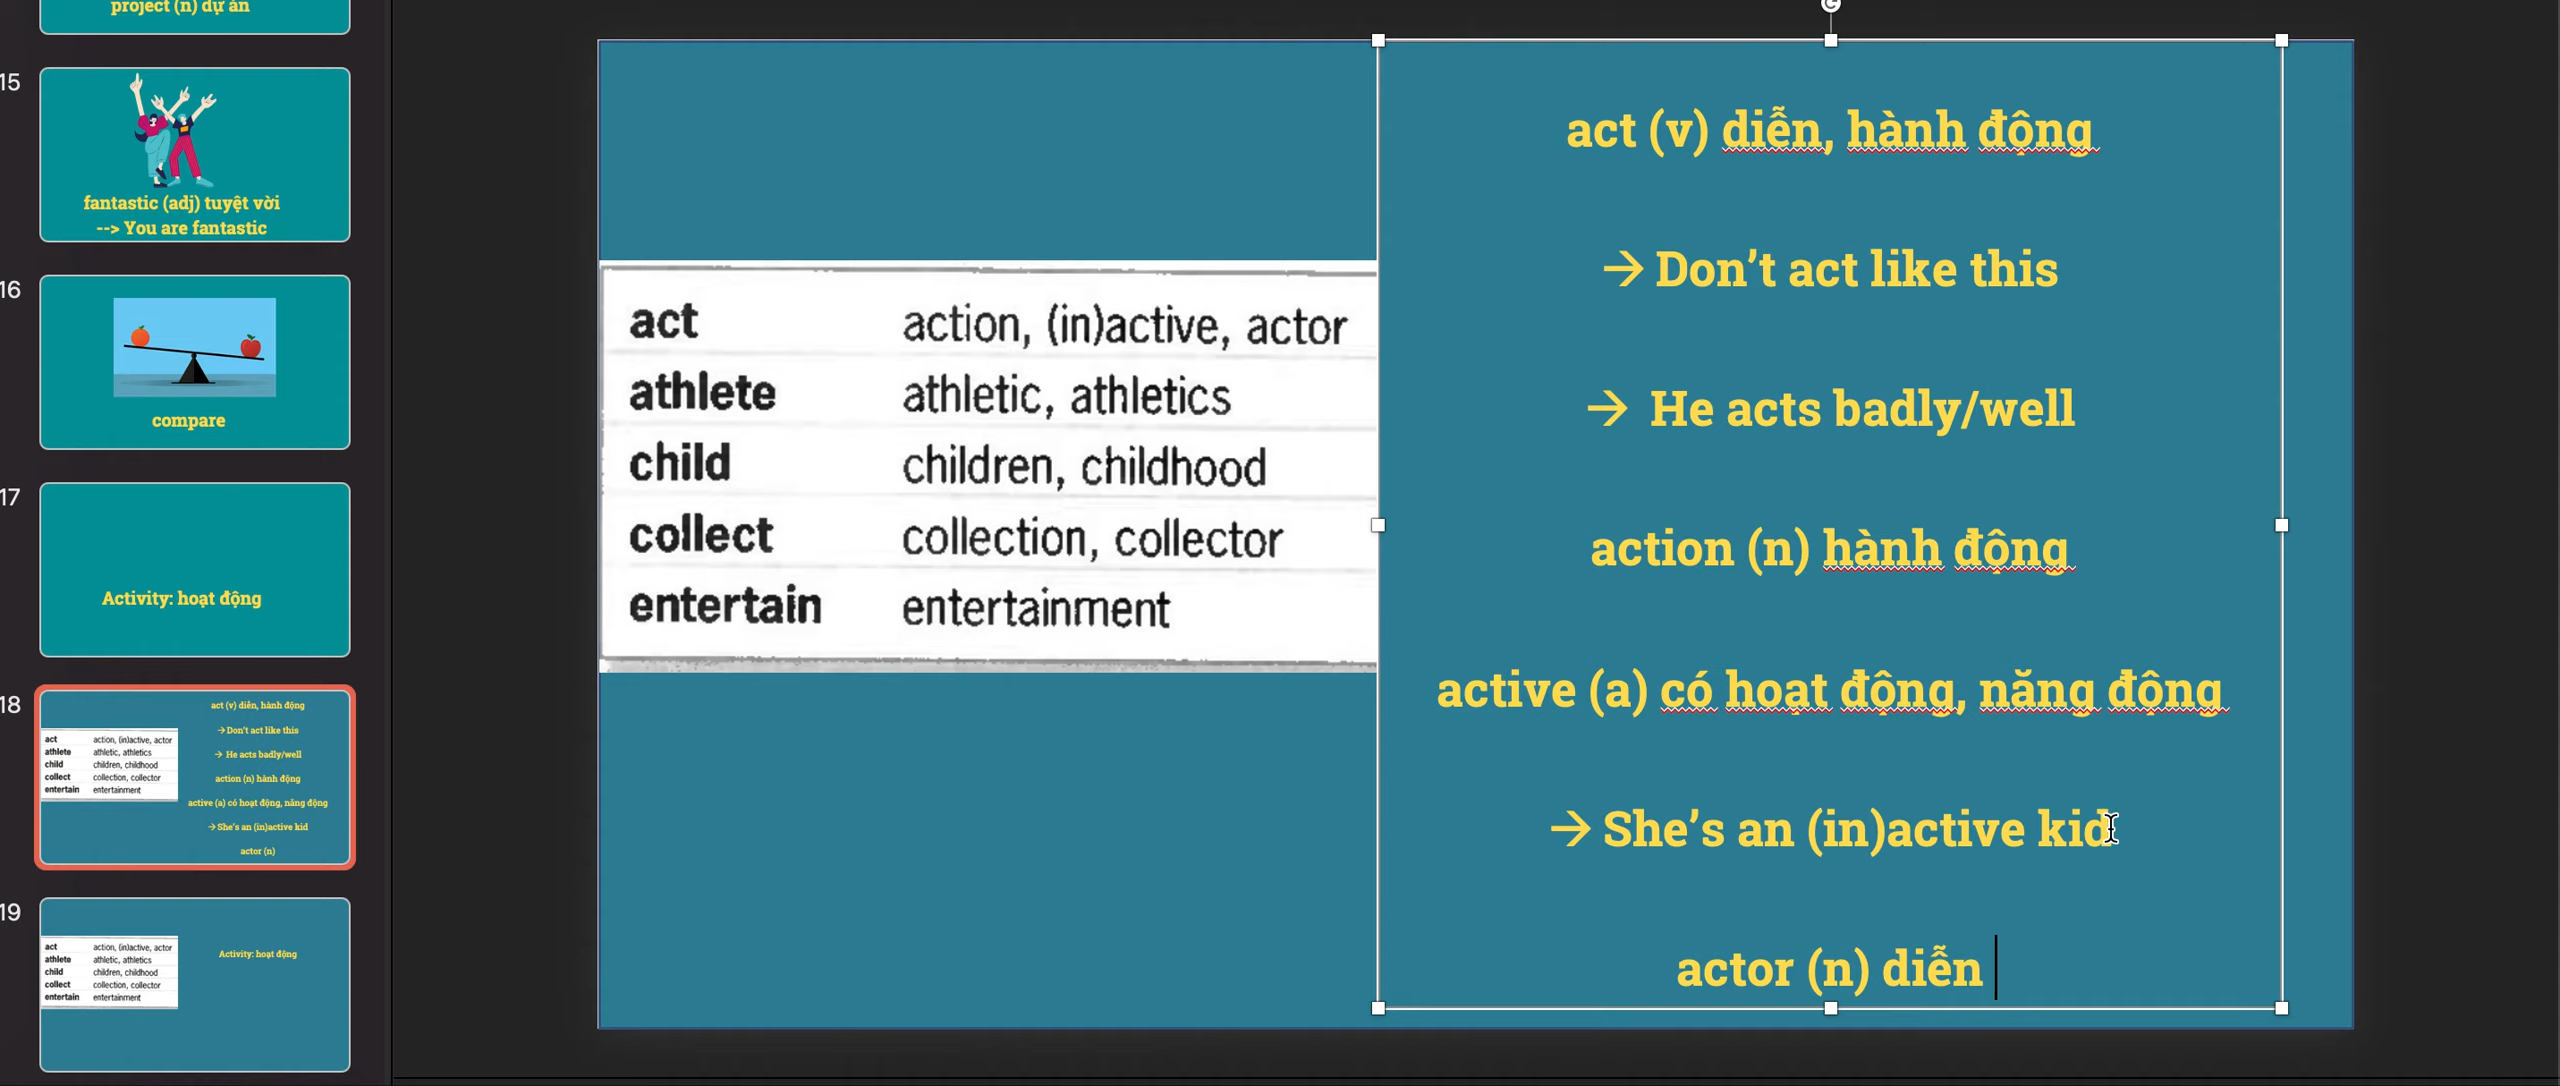 project (n) dự án
15
fantastic (adj) tuyệt vời
--> You are fantastic
16
compare
17
Activity: hoạt động
18
act action, (in)active, actor
athlete athletic, athletics
child children, childhood
collect collection, collector
entertain entertainment
act (v) diễn, hành động
→ Don't act like this
→ He acts badly/well
action (n) hành động
active (a) có hoạt động, năng động
→ She's an (in)active kid
actor (n)
19
act action, (in)active, actor
athlete athletic, athletics
child children, childhood
collect collection, collector
entertain entertainment
Activity: hoạt động
act action, (in)active, actor
athlete athletic, athletics
child children, childhood
collect collection, collector
entertain entertainment
act (v) diễn, hành động
→ Don’t act like this
→ He acts badly/well
action (n) hành động
active (a) có hoạt động, năng động
→ She’s an (in)active kid
actor (n) diễn